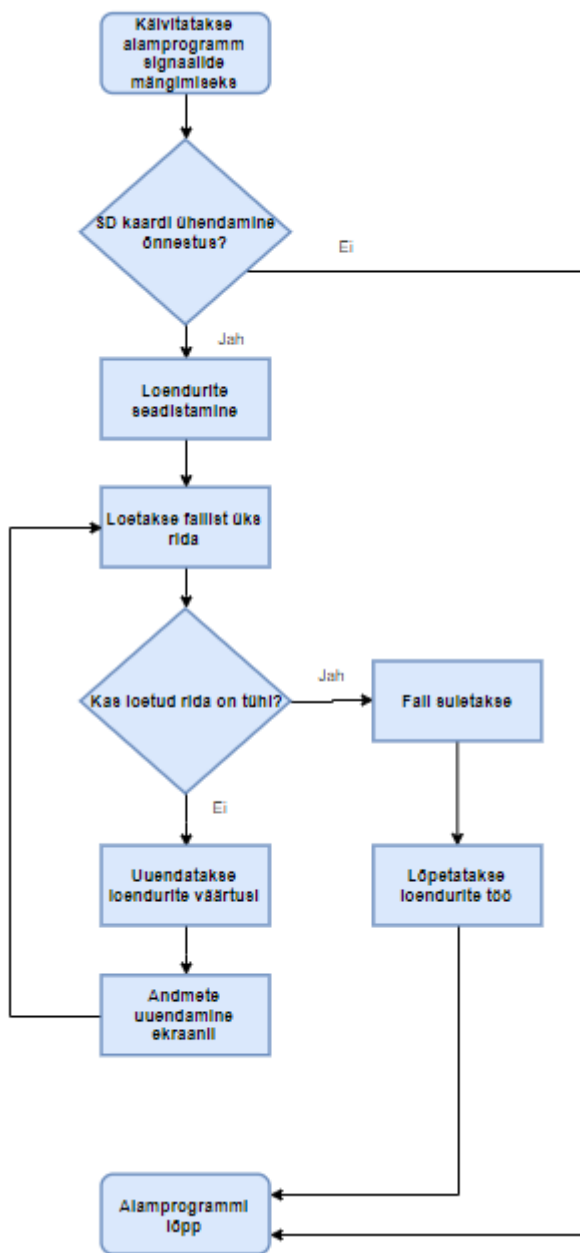 Käivitatakse
alamprogramm
signaalide
mängimiseks
SD kaardi ühendamine
õnnestus?
Ei
Jah
Loendurite
seadistamine
Loetakse failist üks
rida
Kas loetud rida on tühi?
Jah
Fail suletakse
Ei
Uuendatakse
loendurite väärtusi
Lõpetatakse
loendurite töö
Andmete
uuendamine
ekraanil
Alamprogrammi
lõpp